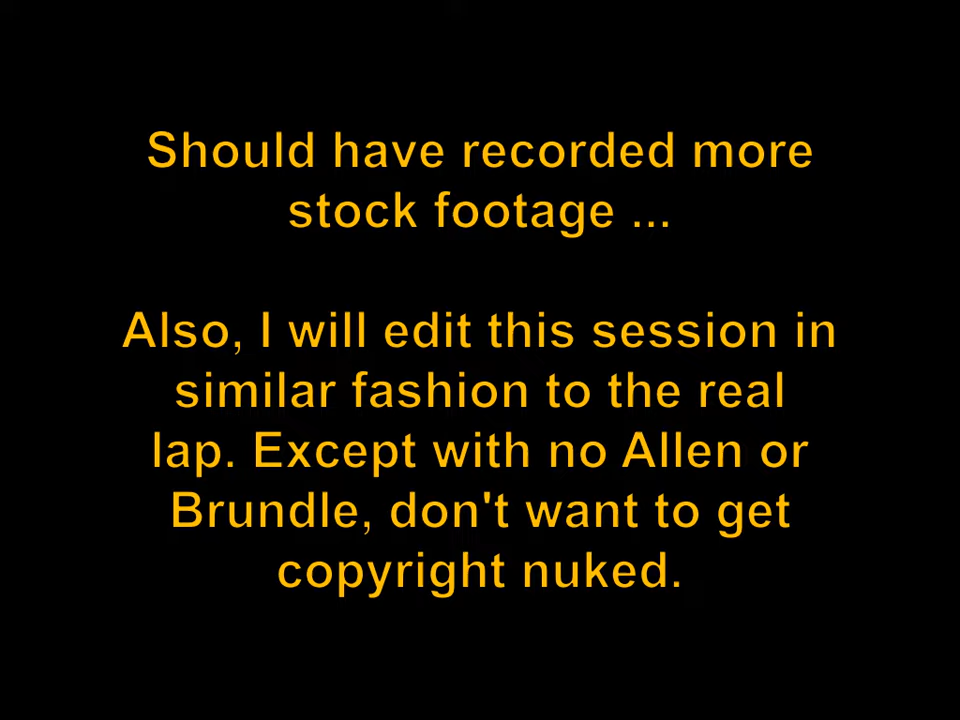 Should have recorded more
stock footage ...
Also, I will edit this session in
similar fashion to the real
lap. Except with no Allen or
Brundle, don't want to get
copyright nuked.